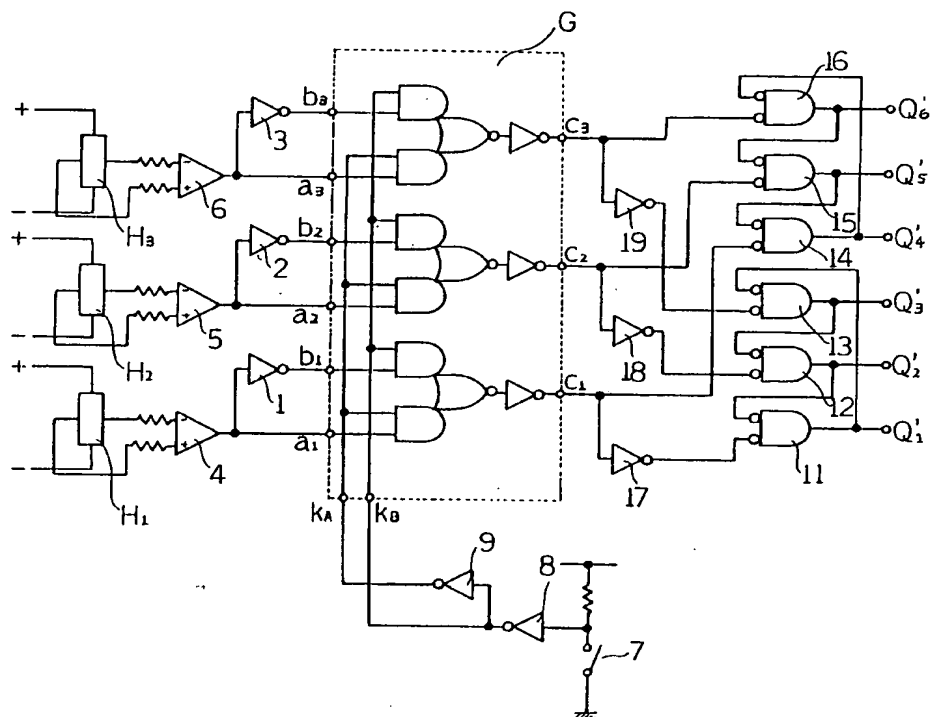 G
16
+
b₃
3
C₃
Q'₆
-
+
6
a₃
Q'₅
- H₃
+
b₂
19
15
Q'₄
2
C₂
14
-
+
5
a₂
Q'₃
- H₂
+
b₁
18
13
Q'₂
1
C₁
12
-
+
4
a₁
Q'₁
- H₁
17
11
kA kB
9
8
7